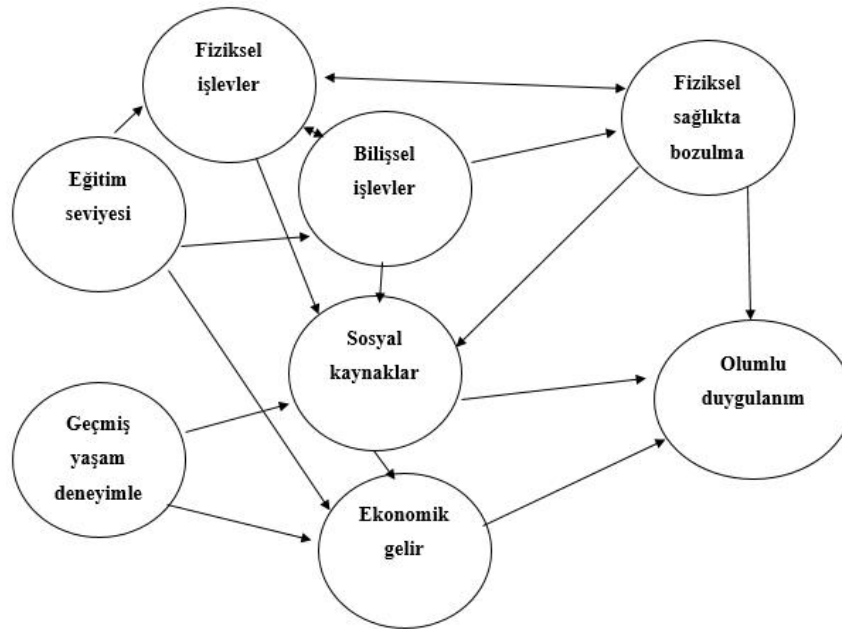 Fiziksel
işlevler
Fiziksel
sağlıkta
bozulma
Bilişsel
işlevler
Eğitim
seviyesi
Sosyal
kaynaklar
Olumlu
duygulanım
Geçmiş
yaşam
deneyimle
Ekonomik
gelir